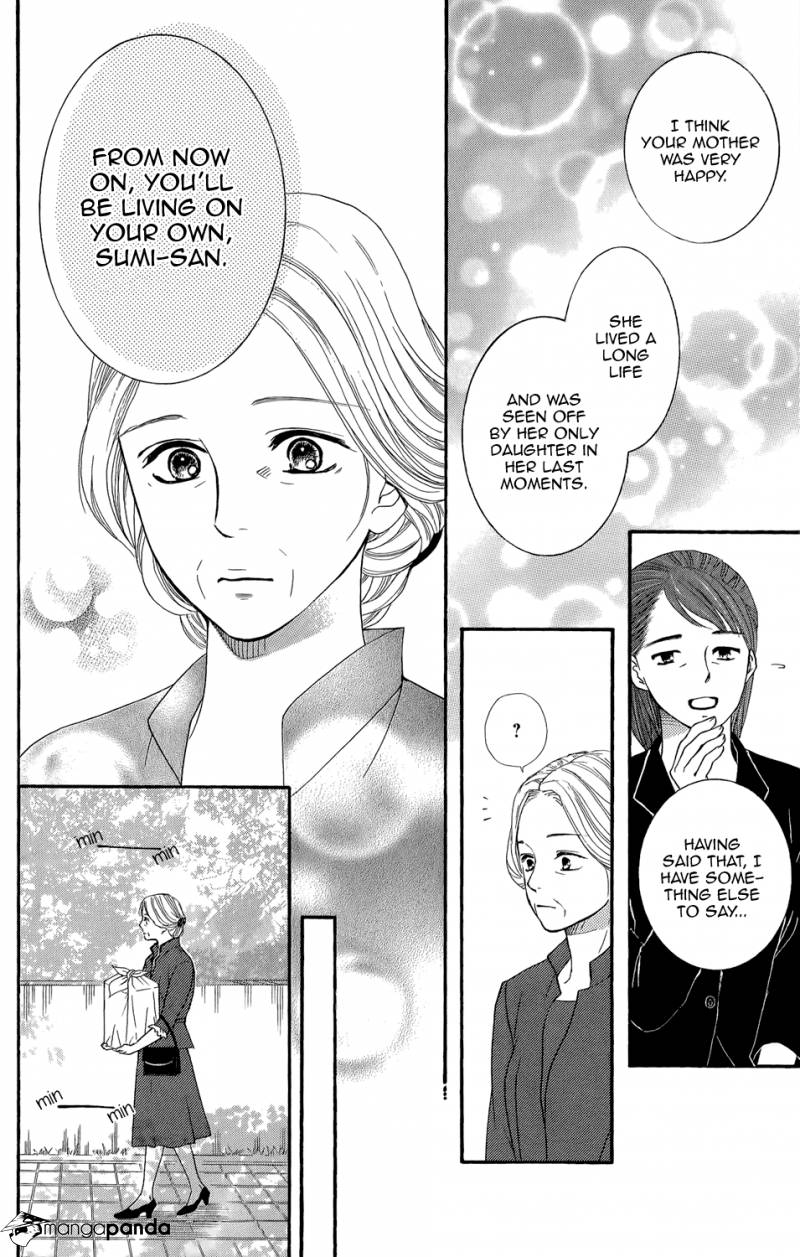 I THINK
YOUR MOTHER
WAS VERY
HAPPY.
SHE
LIVED A
LONG
LIFE
AND WAS
SEEN OFF
BY HER ONLY
DAUGHTER IN
HER LAST
MOMENTS.
HAVING
SAID THAT, I
HAVE SOME-
THING ELSE
TO SAY...
?
FROM NOW
ON, YOU'LL
BE LIVING ON
YOUR OWN,
SUMI-SAN.
min
min
min
min
mangapanda